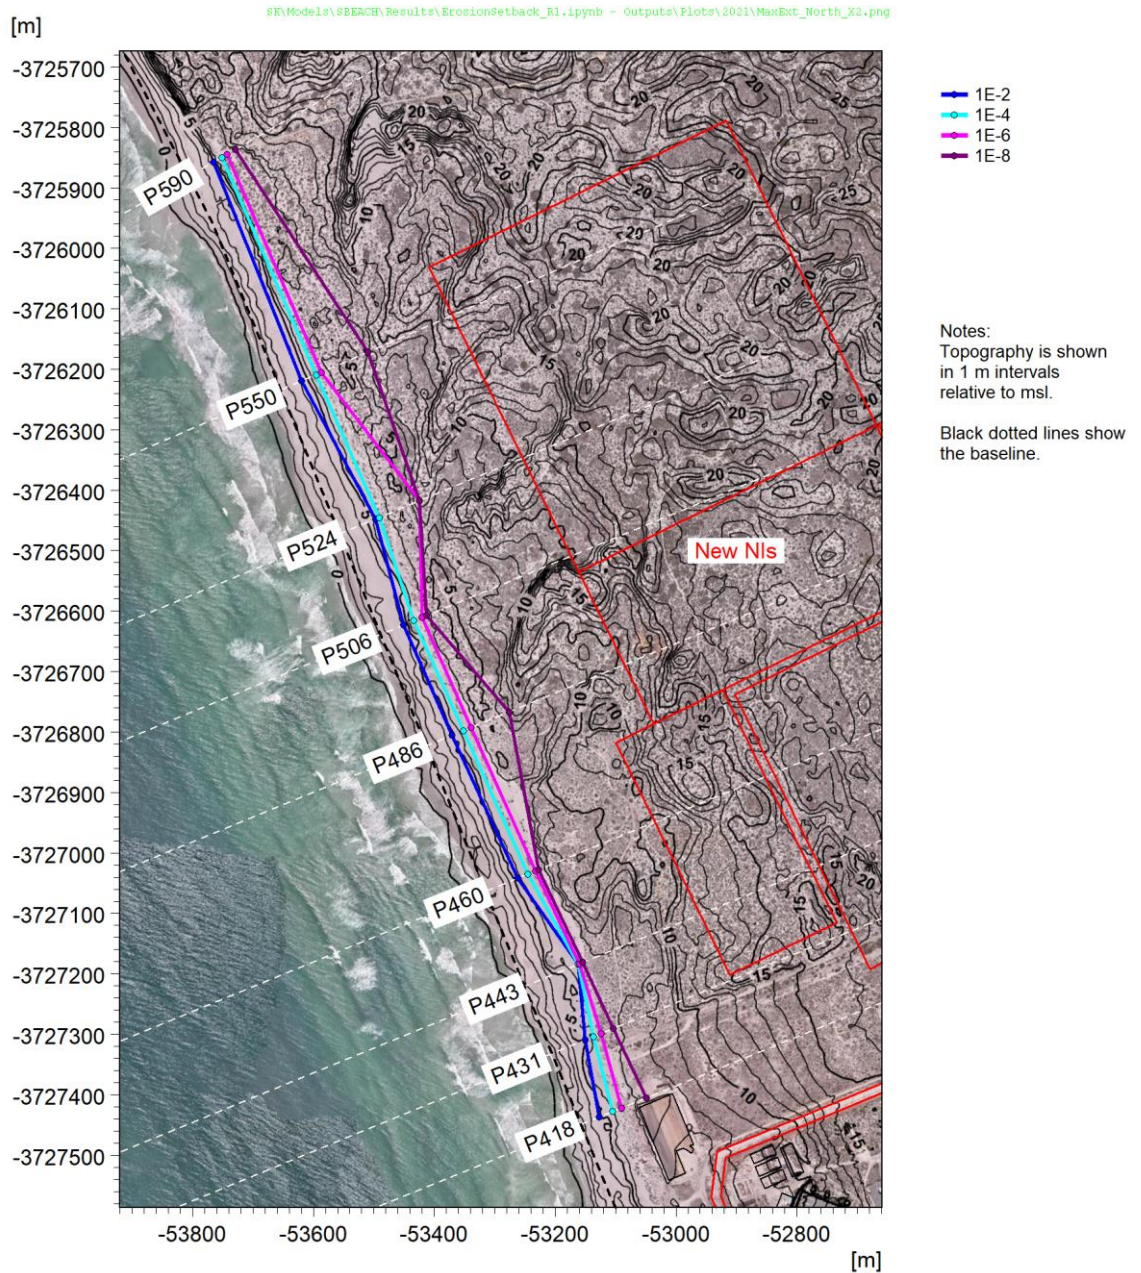 SK\Models\SBEACH\Results\ErosionSetback_R1.ipynb - Outputs\Plots\2021\MaxExt_North_X2.png
[m]
-3725700
-3725800
-3725900
-3726000
-3726100
-3726200
-3726300
-3726400
-3726500
-3726600
-3726700
-3726800
-3726900
-3727000
-3727100
-3727200
-3727300
-3727400
-3727500
P590
P550
P524
P506
P486
P460
P443
P431
P418
New NIs
-53800
-53600
-53400
-53200
-53000
-52800
[m]
1E-2
1E-4
1E-6
1E-8
Notes:
Topography is shown
in 1 m intervals
relative to msl.
Black dotted lines show
the baseline.